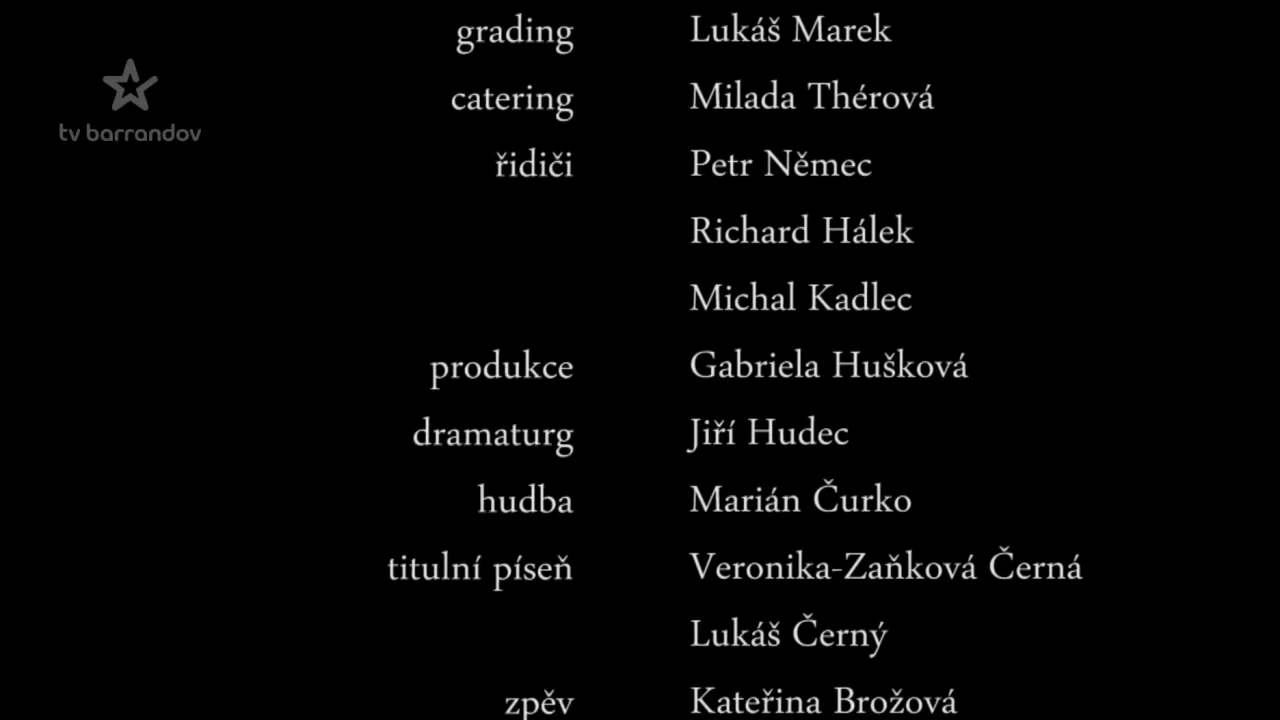 grading Lukáš Marek
tv barrandov
catering Milada Thérová
řidiči Petr Němec
Richard Hálek
Michal Kadlec
produkce Gabriela Hušková
dramaturg Jiří Hudec
hudba Marián Čurko
titulní píseň Veronika-Zaňková Černá
Lukáš Černý
zpěv Kateřina Brožová